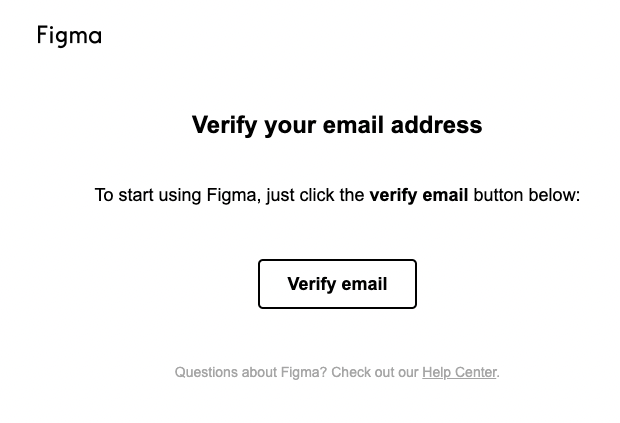 Figma
Verify your email address
To start using Figma, just click the verify email button below:
Verify email
Questions about Figma? Check out our Help Center.